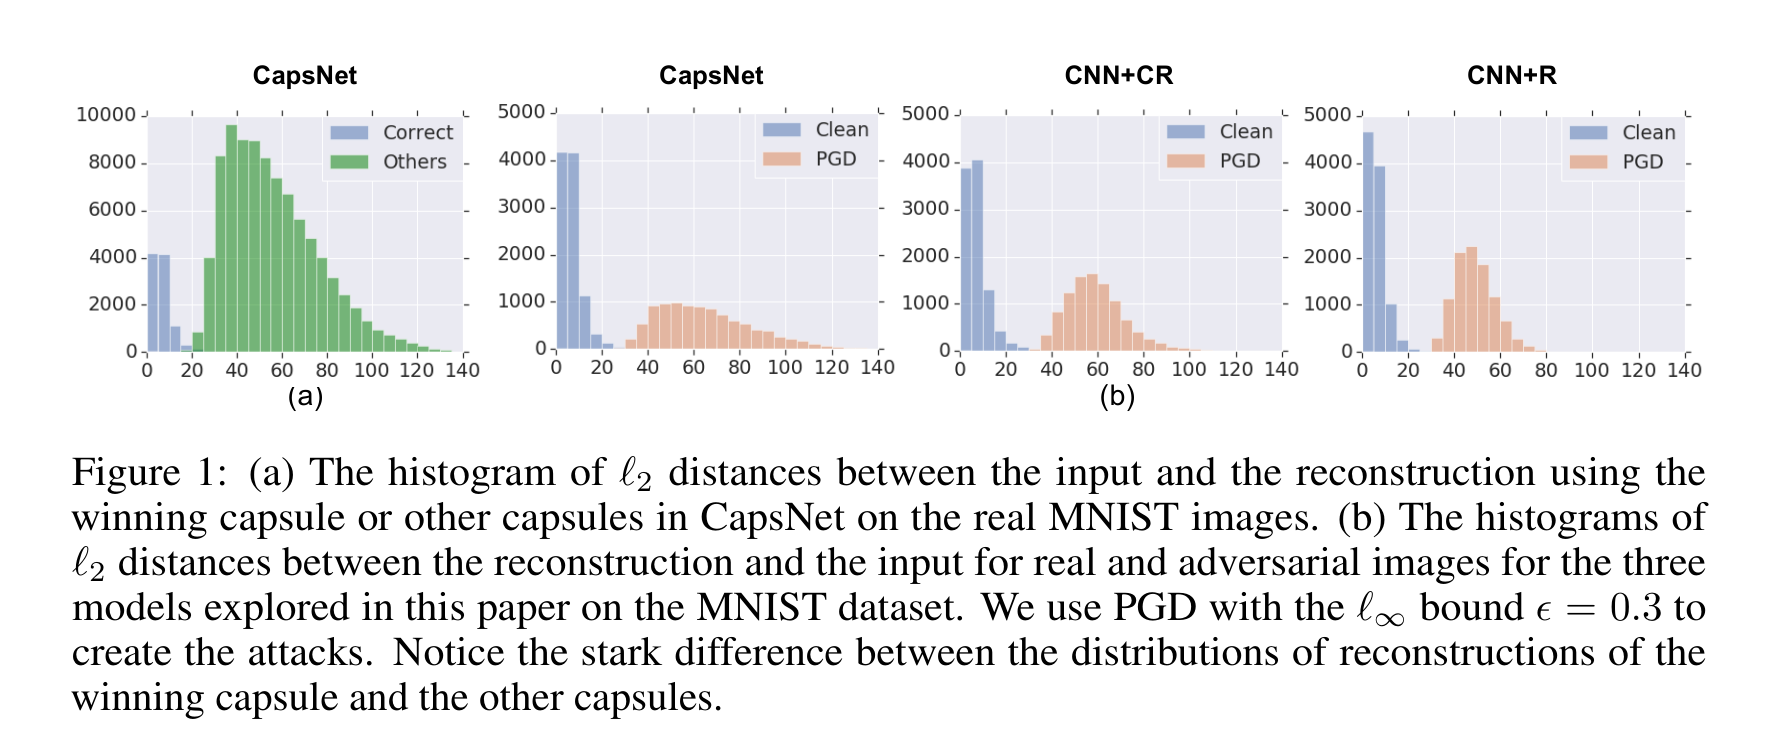 CapsNet
10000
8000
6000
4000
2000
0
0 20 40 60 80 100 120 140
Correct
Others
(a)
CapsNet
5000
4000
3000
2000
1000
0
0 20 40 60 80 100 120 140
Clean
PGD
CNN+CR
5000
4000
3000
2000
1000
0
0 20 40 60 80 100 120 140
Clean
PGD
(b)
CNN+R
5000
4000
3000
2000
1000
0
0 20 40 60 80 100 120 140
Clean
PGD
Figure 1: (a) The histogram of ℓ₂ distances between the input and the reconstruction using the
winning capsule or other capsules in CapsNet on the real MNIST images. (b) The histograms of
ℓ₂ distances between the reconstruction and the input for real and adversarial images for the three
models explored in this paper on the MNIST dataset. We use PGD with the ℓ∞ bound ϵ = 0.3 to
create the attacks. Notice the stark difference between the distributions of reconstructions of the
winning capsule and the other capsules.